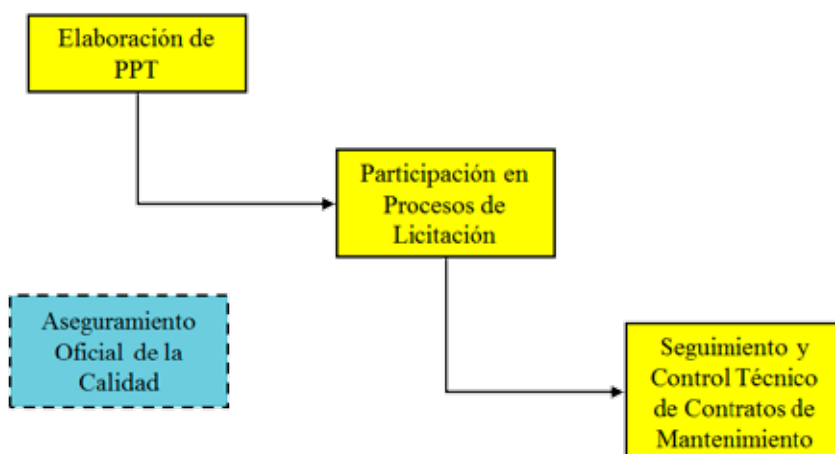 Elaboración de
PPT
Participación en
Procesos de
Licitación
Aseguramiento
Oficial de la
Calidad
Seguimiento y
Control Técnico
de Contratos de
Mantenimiento